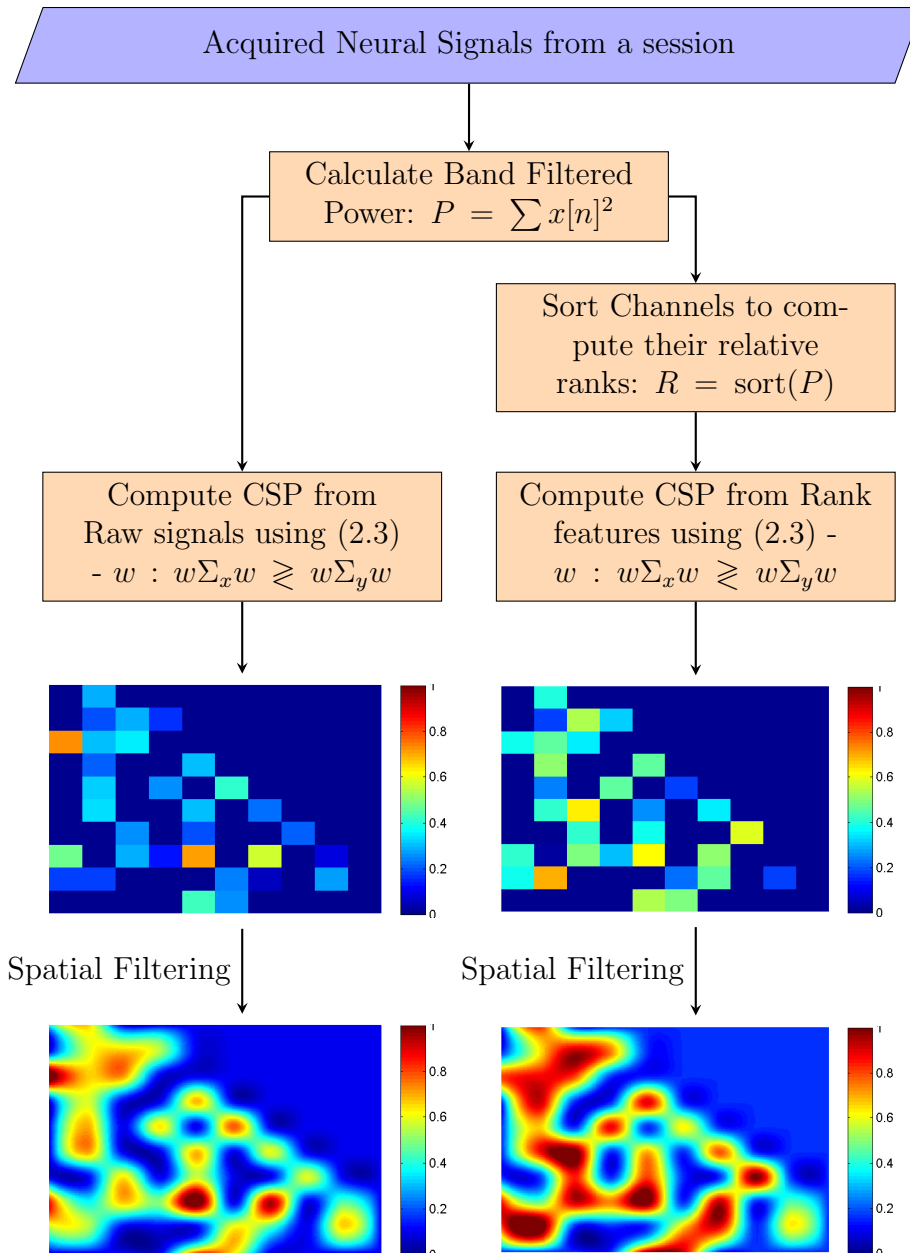 Acquired Neural Signals from a session
Calculate Band Filtered
Power: P = ∑ x[n]²
Sort Channels to com-
pute their relative
ranks: R = sort(P)
Compute CSP from
Raw signals using (2.3)
- w : wΣₓw ≷ wΣᵧw
Compute CSP from Rank
features using (2.3) -
w : wΣₓw ≷ wΣᵧw
1
0.8
0.6
0.4
0.2
0
1
0.8
0.6
0.4
0.2
0
Spatial Filtering
Spatial Filtering
1
0.8
0.6
0.4
0.2
0
1
0.8
0.6
0.4
0.2
0